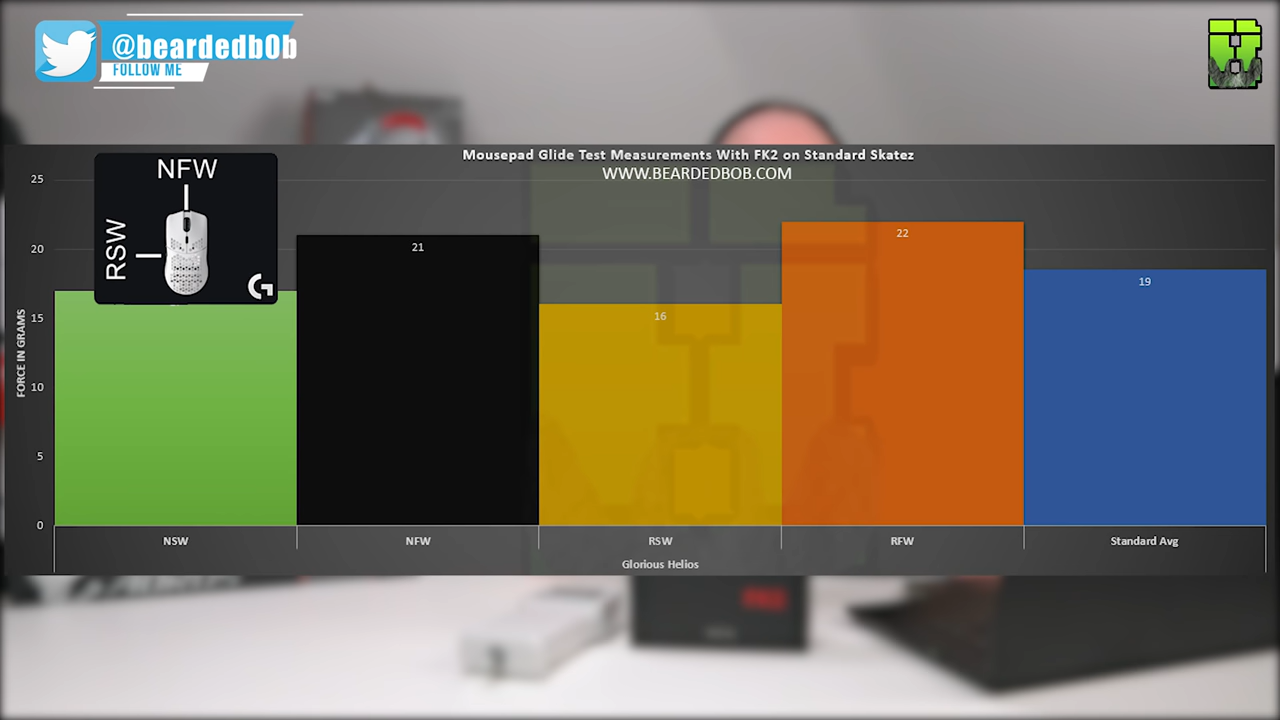 @beardedb0b
FOLLOW ME
Mousepad Glide Test Measurements With FK2 on Standard Skatez
WWW.BEARDEDBOB.COM
NFW
RSW
FORCE IN GRAMS
25
20
15
10
5
0
21
16
22
19
NSW
NFW
RSW
RFW
Standard Avg
Glorious Helios